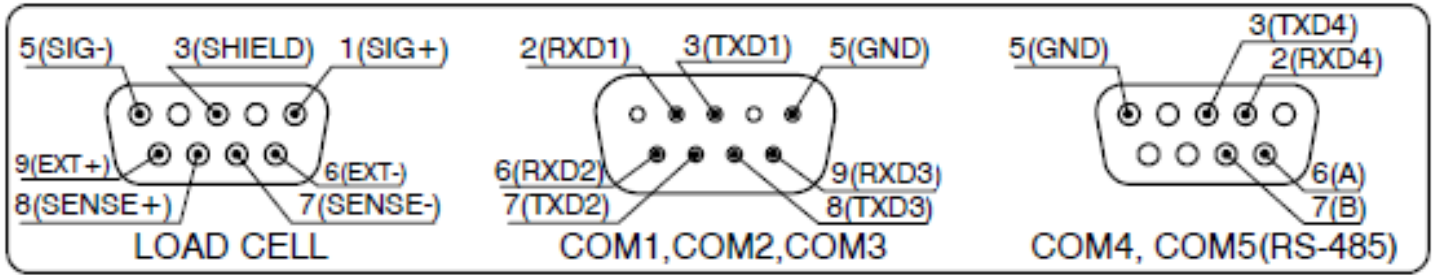 5(SIG-) 3(SHIELD) 1(SIG+)
9(EXT+) 6(EXT-)
8(SENSE+) 7(SENSE-)
LOAD CELL
2(RXD1) 3(TXD1) 5(GND)
6(RXD2) 9(RXD3)
7(TXD2) 8(TXD3)
COM1,COM2,COM3
3(TXD4)
5(GND) 2(RXD4)
6(A)
7(B)
COM4, COM5(RS-485)